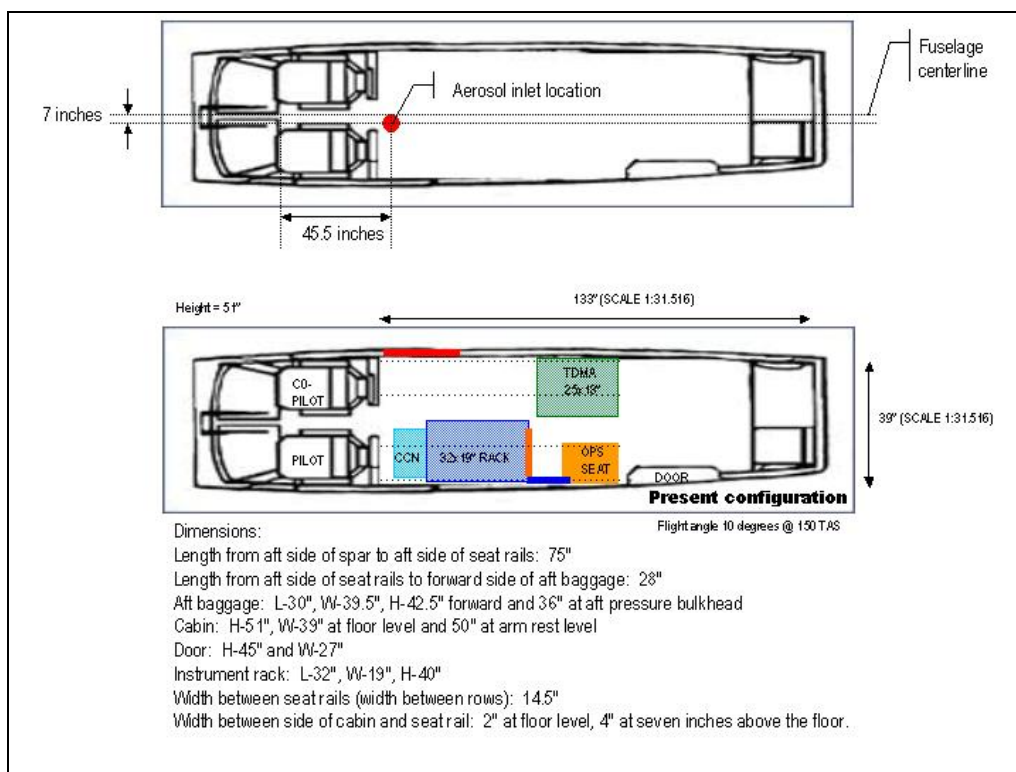 Fuselage
centerline
Aerosol inlet location
7 inches
45.5 inches
Height = 51"
133" (SCALE 1:31.516)
CO-
PILOT
TDMA
25x18"
39" (SCALE 1:31.516)
PILOT
CCN
32x19" RACK
OPS
SEAT
DOOR
Present configuration
Flight angle 10 degrees @ 150 TAS
Dimensions:
Length from aft side of spar to aft side of seat rails: 75"
Length from aft side of seat rails to forward side of aft baggage: 28"
Aft baggage: L-30", W-39.5", H-42.5" forward and 36" at aft pressure bulkhead
Cabin: H-51", W-39" at floor level and 50" at arm rest level
Door: H-45" and W-27"
Instrument rack: L-32", W-19", H-40"
Width between seat rails (width between rows): 14.5"
Width between side of cabin and seat rail: 2" at floor level, 4" at seven inches above the floor.